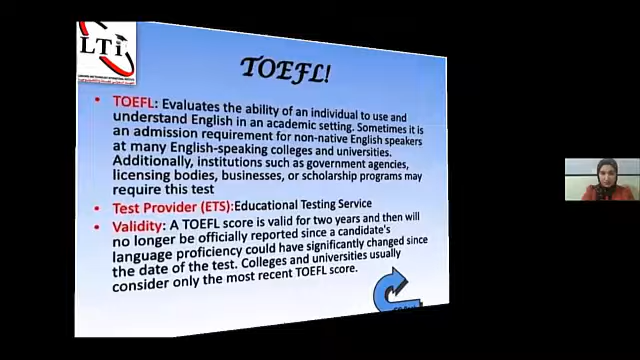 LTi
TOEFL!
• TOEFL: Evaluates the ability of an individual to use and
understand English in an academic setting. Sometimes it is
an admission requirement for non-native English speakers
at many English-speaking colleges and universities.
Additionally, institutions such as government agencies,
licensing bodies, businesses, or scholarship programs may
require this test
• Test Provider (ETS):Educational Testing Service
• Validity: A TOEFL score is valid for two years and then will
no longer be officially reported since a candidate's
language proficiency could have significantly changed since
the date of the test. Colleges and universities usually
consider only the most recent TOEFL score.